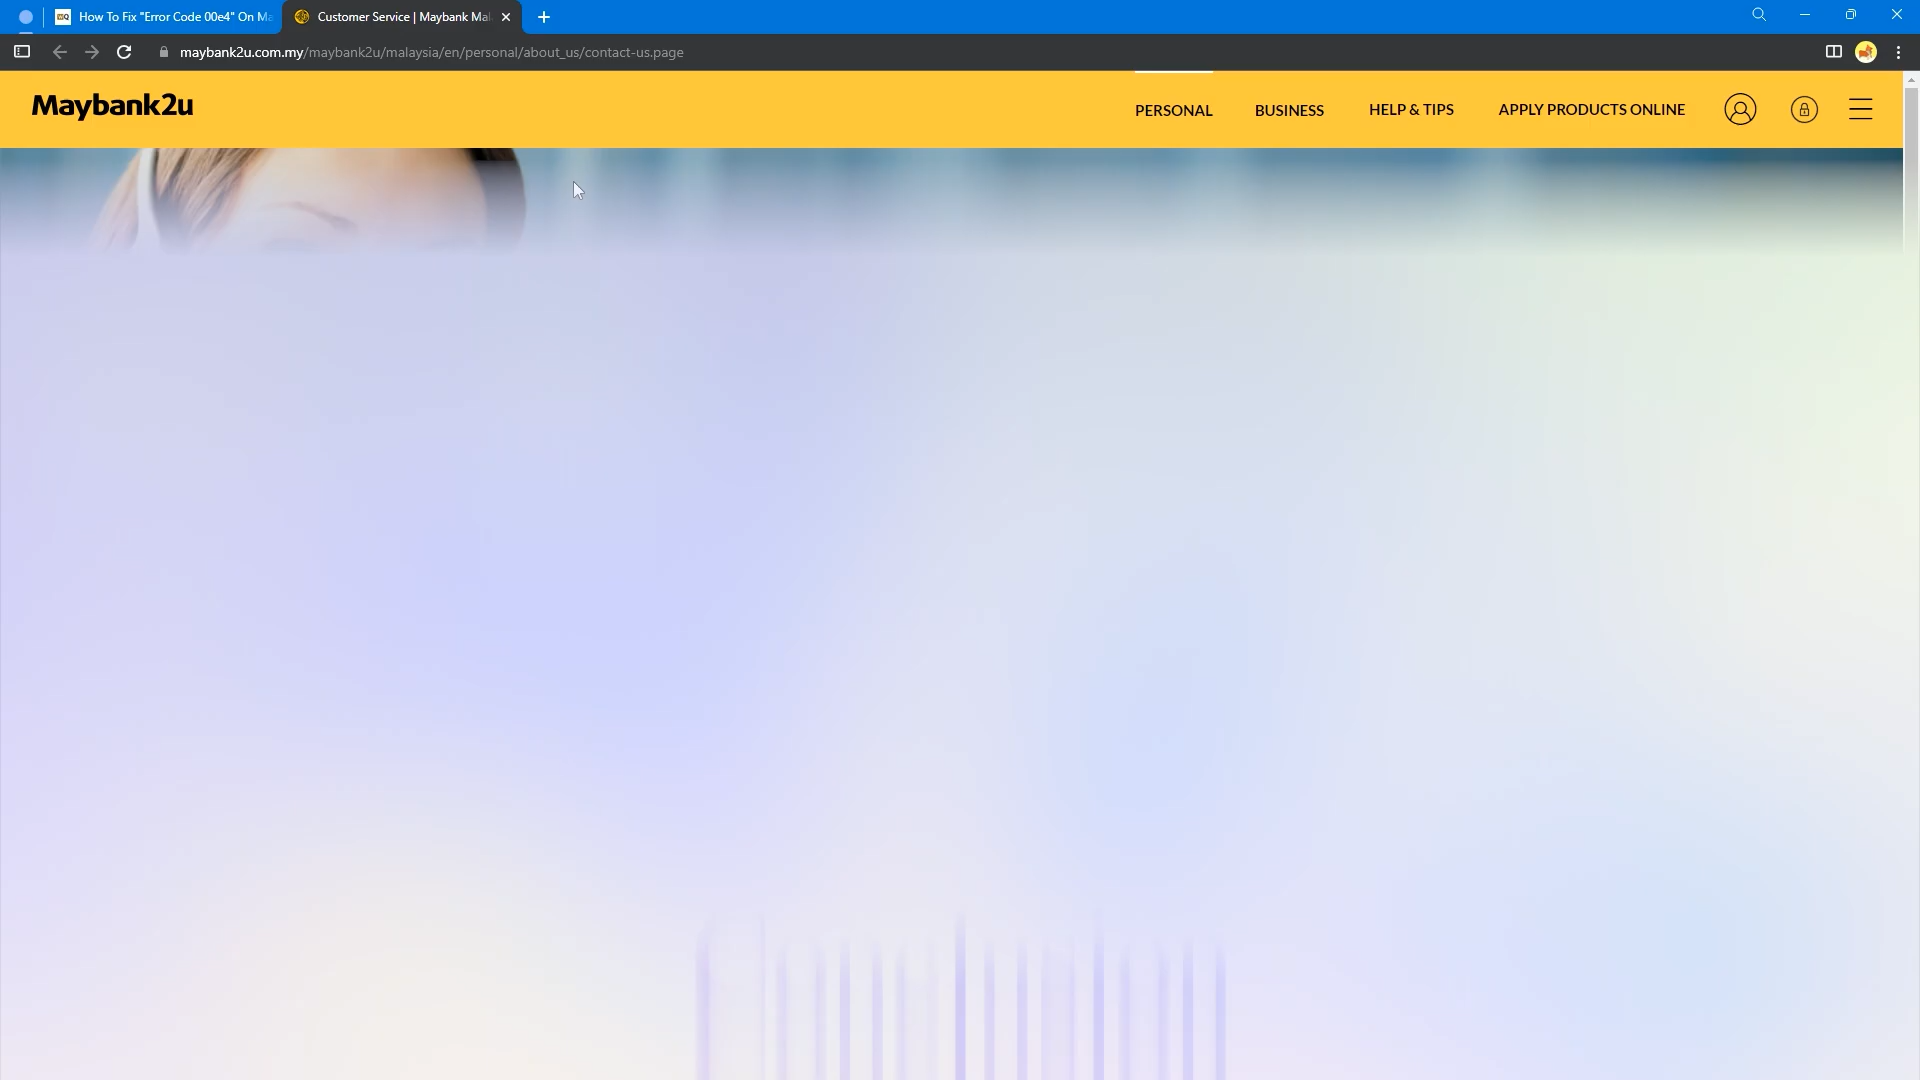 How To Fix "Error Code 00e4" On Ma
Customer Service | Maybank Mal
maybank2u.com.my/maybank2u/malaysia/en/personal/about_us/contact-us.page
Maybank2u
PERSONAL
BUSINESS
HELP & TIPS
APPLY PRODUCTS ONLINE